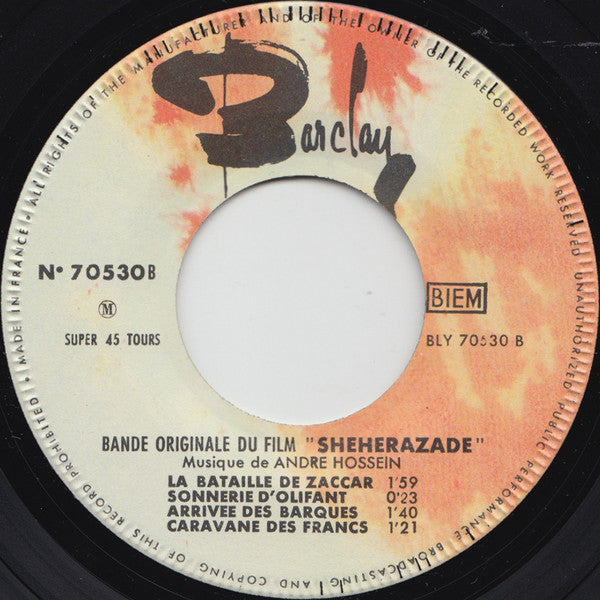 Barclay
N° 70530B
M
SUPER 45 TOURS
BIEM
BLY 70530 B
BANDE ORIGINALE DU FILM "SHEHERAZADE"
Musique de ANDRE HOSSEIN
LA BATAILLE DE ZACCAR 1'59
SONNERIE D'OLIFANT 0'23
ARRIVEE DES BARQUES 1'40
CARAVANE DES FRANCS 1'21
• MADE IN FRANCE • ALL RIGHTS OF THE MANUFACTURER AND OF THE OWNER OF THE RECORDED WORK RESERVED UNAUTHORIZED PUBLIC PERFORMANCE BROADCASTING AND COPYING OF THIS RECORD PROHIBITED